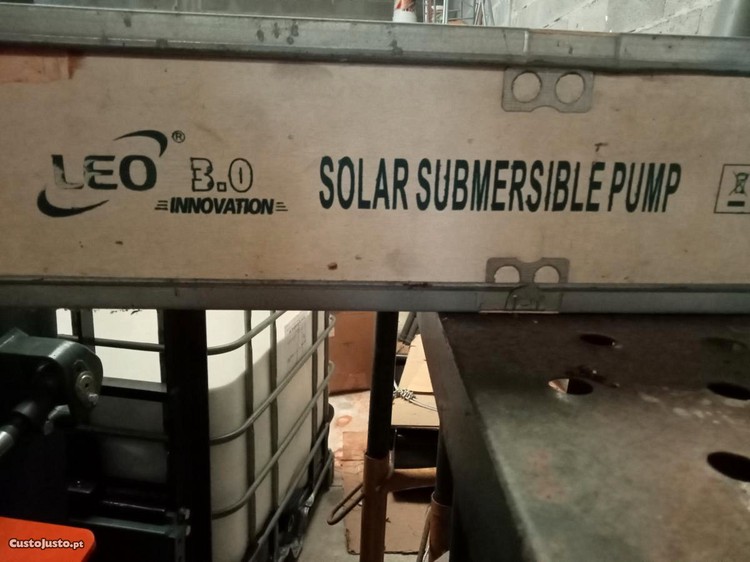 LEO ® 3.0 SOLAR SUBMERSIBLE PUMP
INNOVATION
CustoJusto.pt